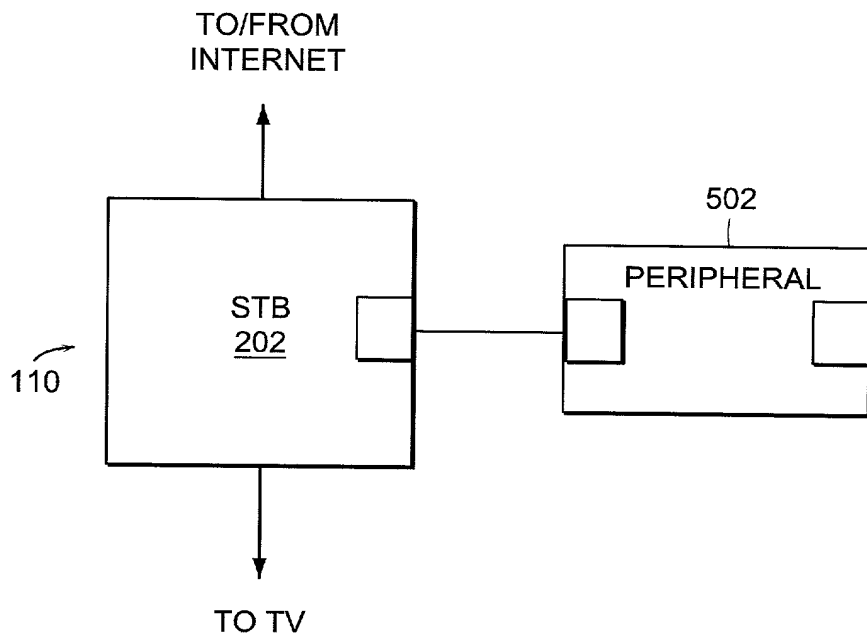 TO/FROM
INTERNET
502
PERIPHERAL
STB
202
110
TO TV